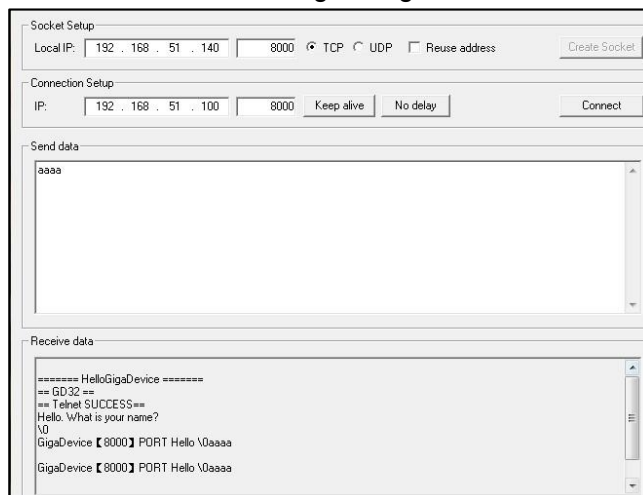 Socket Setup
Local IP: 192 . 168 . 51 . 140 8000 TCP UDP Reuse address Create Socket
Connection Setup
IP: 192 . 168 . 51 . 100 8000 Keep alive No delay Connect
Send data
aaaa
Receive data
======= HelloGigaDevice =======
== GD32 ==
== Telnet SUCCESS==
Hello. What is your name?
\0
GigaDevice【8000】PORT Hello \0aaaa
GigaDevice【8000】PORT Hello \0aaaa